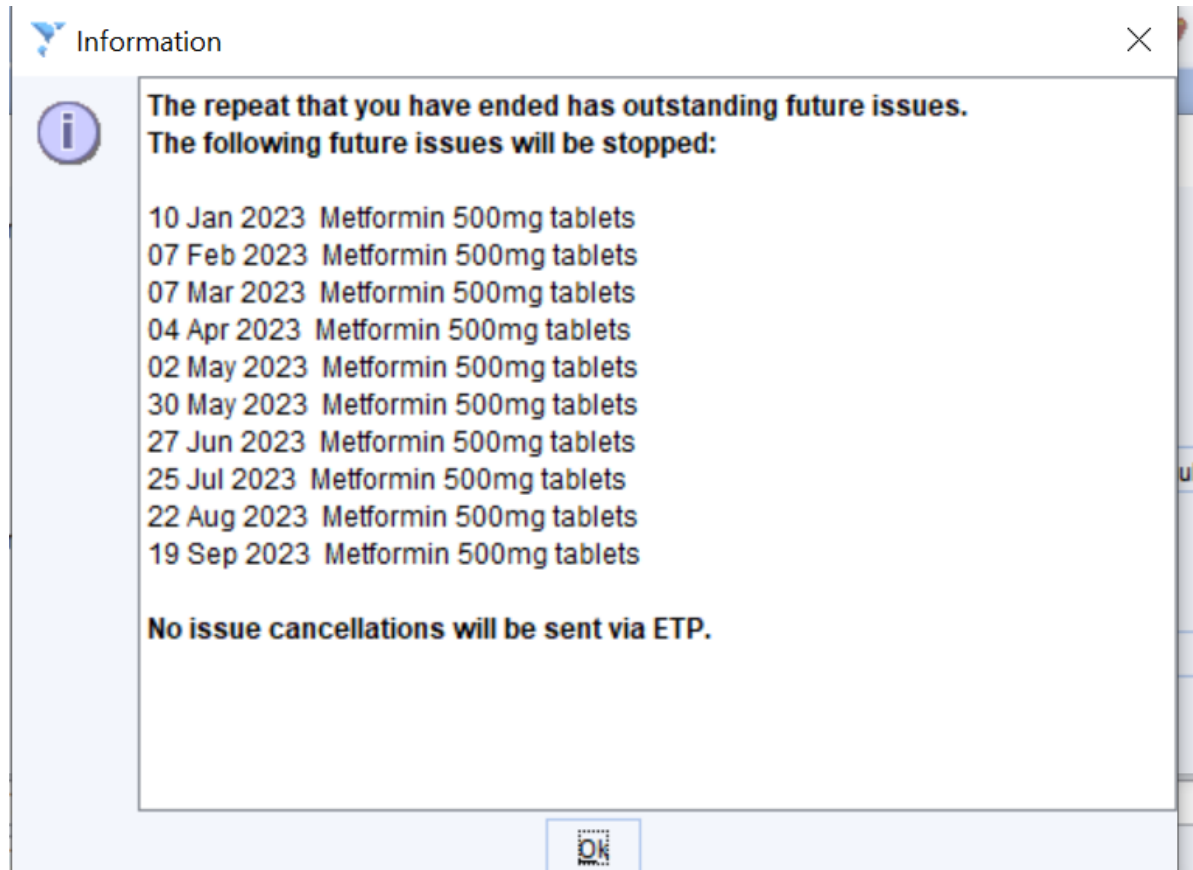 Information
The repeat that you have ended has outstanding future issues.
The following future issues will be stopped:
10 Jan 2023 Metformin 500mg tablets
07 Feb 2023 Metformin 500mg tablets
07 Mar 2023 Metformin 500mg tablets
04 Apr 2023 Metformin 500mg tablets
02 May 2023 Metformin 500mg tablets
30 May 2023 Metformin 500mg tablets
27 Jun 2023 Metformin 500mg tablets
25 Jul 2023 Metformin 500mg tablets
22 Aug 2023 Metformin 500mg tablets
19 Sep 2023 Metformin 500mg tablets
No issue cancellations will be sent via ETP.
Ok